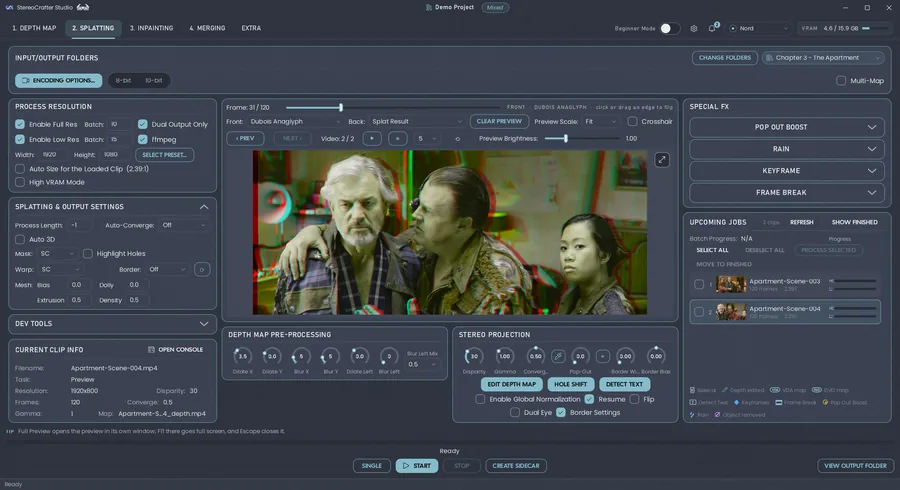 StereoCrafter Studio
Demo Project Mixed
1. DEPTH MAP 2. SPLATTING 3. INPAINTING 4. MERGING EXTRA
Beginner Mode 2 Nord VRAM 4.6 / 15.9 GB
INPUT/OUTPUT FOLDERS
CHANGE FOLDERS Chapter 3 - The Apartment
ENCODING OPTIONS... 8-bit 10-bit
Multi-Map
PROCESS RESOLUTION
Enable Full Res Batch: 10 Dual Output Only
Enable Low Res Batch: 15 ffmpeg
Width: 1920 Height: 1080 SELECT PRESET...
Auto Size for the Loaded Clip (2.39:1)
High VRAM Mode
SPLATTING & OUTPUT SETTINGS
Process Length: -1 Auto-Converge: Off
Auto 3D
Mask: SC Highlight Holes
Warp: SC Border: Off
Mesh: Bias 0.0 Dolly 0.0
Extrusion 0.5 Density 0.5
DEV TOOLS
CURRENT CLIP INFO OPEN CONSOLE
Filename: Apartment-Scene-004.mp4
Task: Preview
Resolution: 1920x800 Disparity: 30
Frames: 120 Converge: 0.5
Gamma: 1 Map: Apartment-S...4_depth.mp4
Frame: 31 / 120 FRONT · DUBOIS ANAGLYPH · click or drag an edge to flip
Front: Dubois Anaglyph Back: Splat Result CLEAR PREVIEW Preview Scale: Fit Crosshair
‹ PREV NEXT › Video: 2 / 2 5 Preview Brightness: 1.00
DEPTH MAP PRE-PROCESSING
3.5 0.0 5 5 0.0 0 Blur Left Mix 0.5
Dilate X Dilate Y Blur X Blur Y Dilate Left Blur Left
STEREO PROJECTION
30 1.00 0.50 0.0 0.00 0.00
Disparity Gamma Converg... Pop-Out Border Wi... Border Bias
EDIT DEPTH MAP HOLE SHIFT DETECT TEXT
Enable Global Normalization Resume Flip
Dual Eye Border Settings
SPECIAL FX
POP OUT BOOST
RAIN
KEYFRAME
FRAME BREAK
UPCOMING JOBS 2 clips REFRESH SHOW FINISHED
Batch Progress: N/A Progress
SELECT ALL DESELECT ALL PROCESS SELECTED
MOVE TO FINISHED
1 Apartment-Scene-003
2 Apartment-Scene-004
Sidecar Depth edited VDA map
Detect Text Keyframes Frame Break Pop Out Boost
Rain Object removed
TIP Full Preview opens the preview in its own window; F11 there goes full screen, and Escape closes it.
Ready
SINGLE START STOP CREATE SIDECAR VIEW OUTPUT FOLDER
Ready